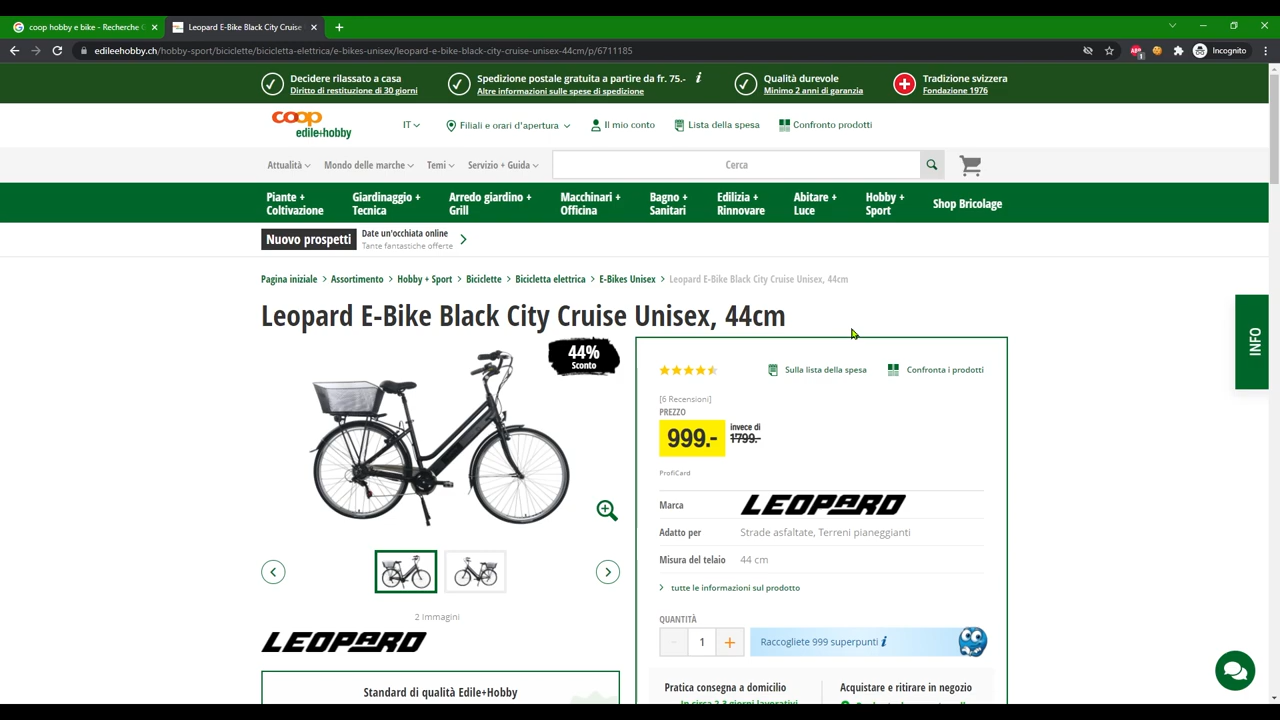 coop hobby e bike - Recherche G
Leopard E-Bike Black City Cruise
edileehobby.ch/hobby-sport/biciclette/bicicletta-elettrica/e-bikes-unisex/leopard-e-bike-black-city-cruise-unisex-44cm/p/6711185
Incognito
Decidere rilassato a casa
Diritto di restituzione di 30 giorni
Spedizione postale gratuita a partire da fr. 75.- i
Altre informazioni sulle spese di spedizione
Qualità durevole
Minimo 2 anni di garanzia
Tradizione svizzera
Fondazione 1976
coop
edile+hobby
IT
Filiali e orari d'apertura
Il mio conto
Lista della spesa
Confronto prodotti
Attualità
Mondo delle marche
Temi
Servizio + Guida
Cerca
Piante +
Coltivazione
Giardinaggio +
Tecnica
Arredo giardino +
Grill
Macchinari +
Officina
Bagno +
Sanitari
Edilizia +
Rinnovare
Abitare +
Luce
Hobby +
Sport
Shop Bricolage
Nuovo prospetti
Date un'occhiata online
Tante fantastiche offerte
Pagina iniziale > Assortimento > Hobby + Sport > Biciclette > Bicicletta elettrica > E-Bikes Unisex > Leopard E-Bike Black City Cruise Unisex, 44cm
Leopard E-Bike Black City Cruise Unisex, 44cm
44%
Sconto
Sulla lista della spesa
Confronta i prodotti
[6 Recensioni]
PREZZO
999.-
invece di
1'799.-
ProfiCard
Marca
LEOPARD
Adatto per
Strade asfaltate, Terreni pianeggianti
Misura del telaio
44 cm
> tutte le informazioni sul prodotto
QUANTITÀ
- 1 +
Raccogliete 999 superpunti i
2 Immagini
LEOPARD
Standard di qualità Edile+Hobby
Pratica consegna a domicilio
Acquistare e ritirare in negozio
INFO